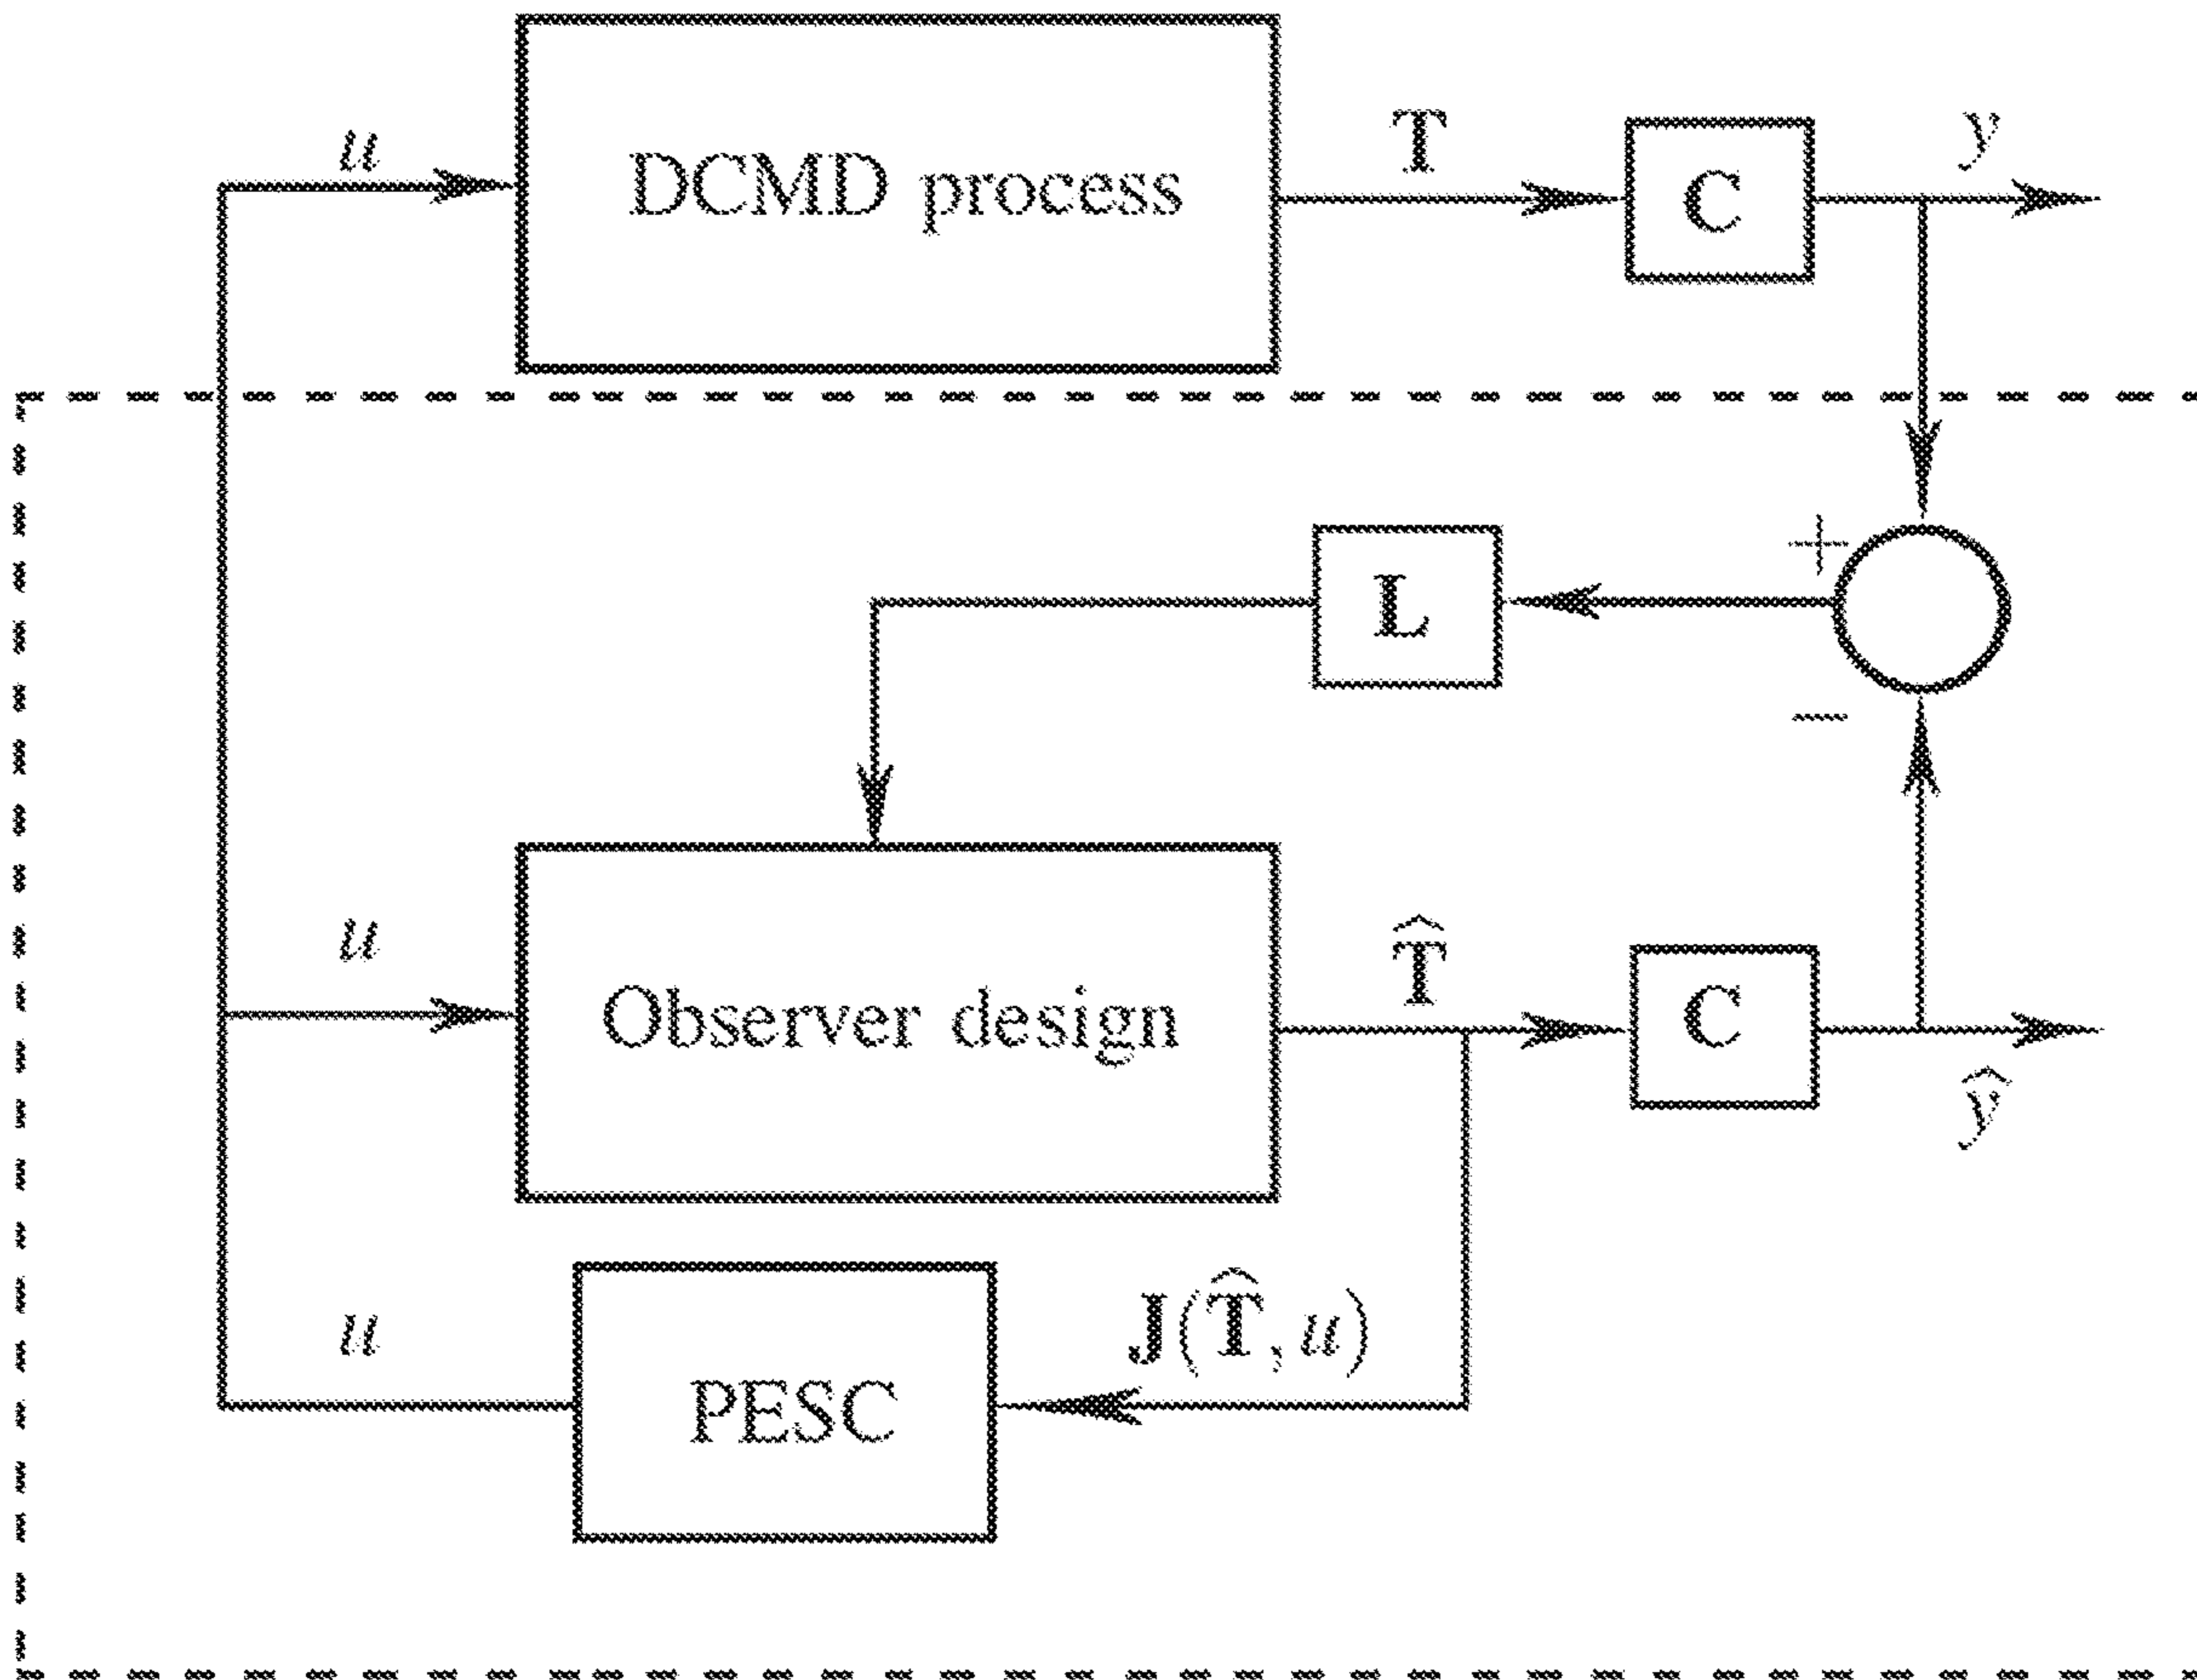 u
DCMD process
T
C
y
+
L
−
u
Observer design
T̂
C
ŷ
u
PESC
J(T̂, u)